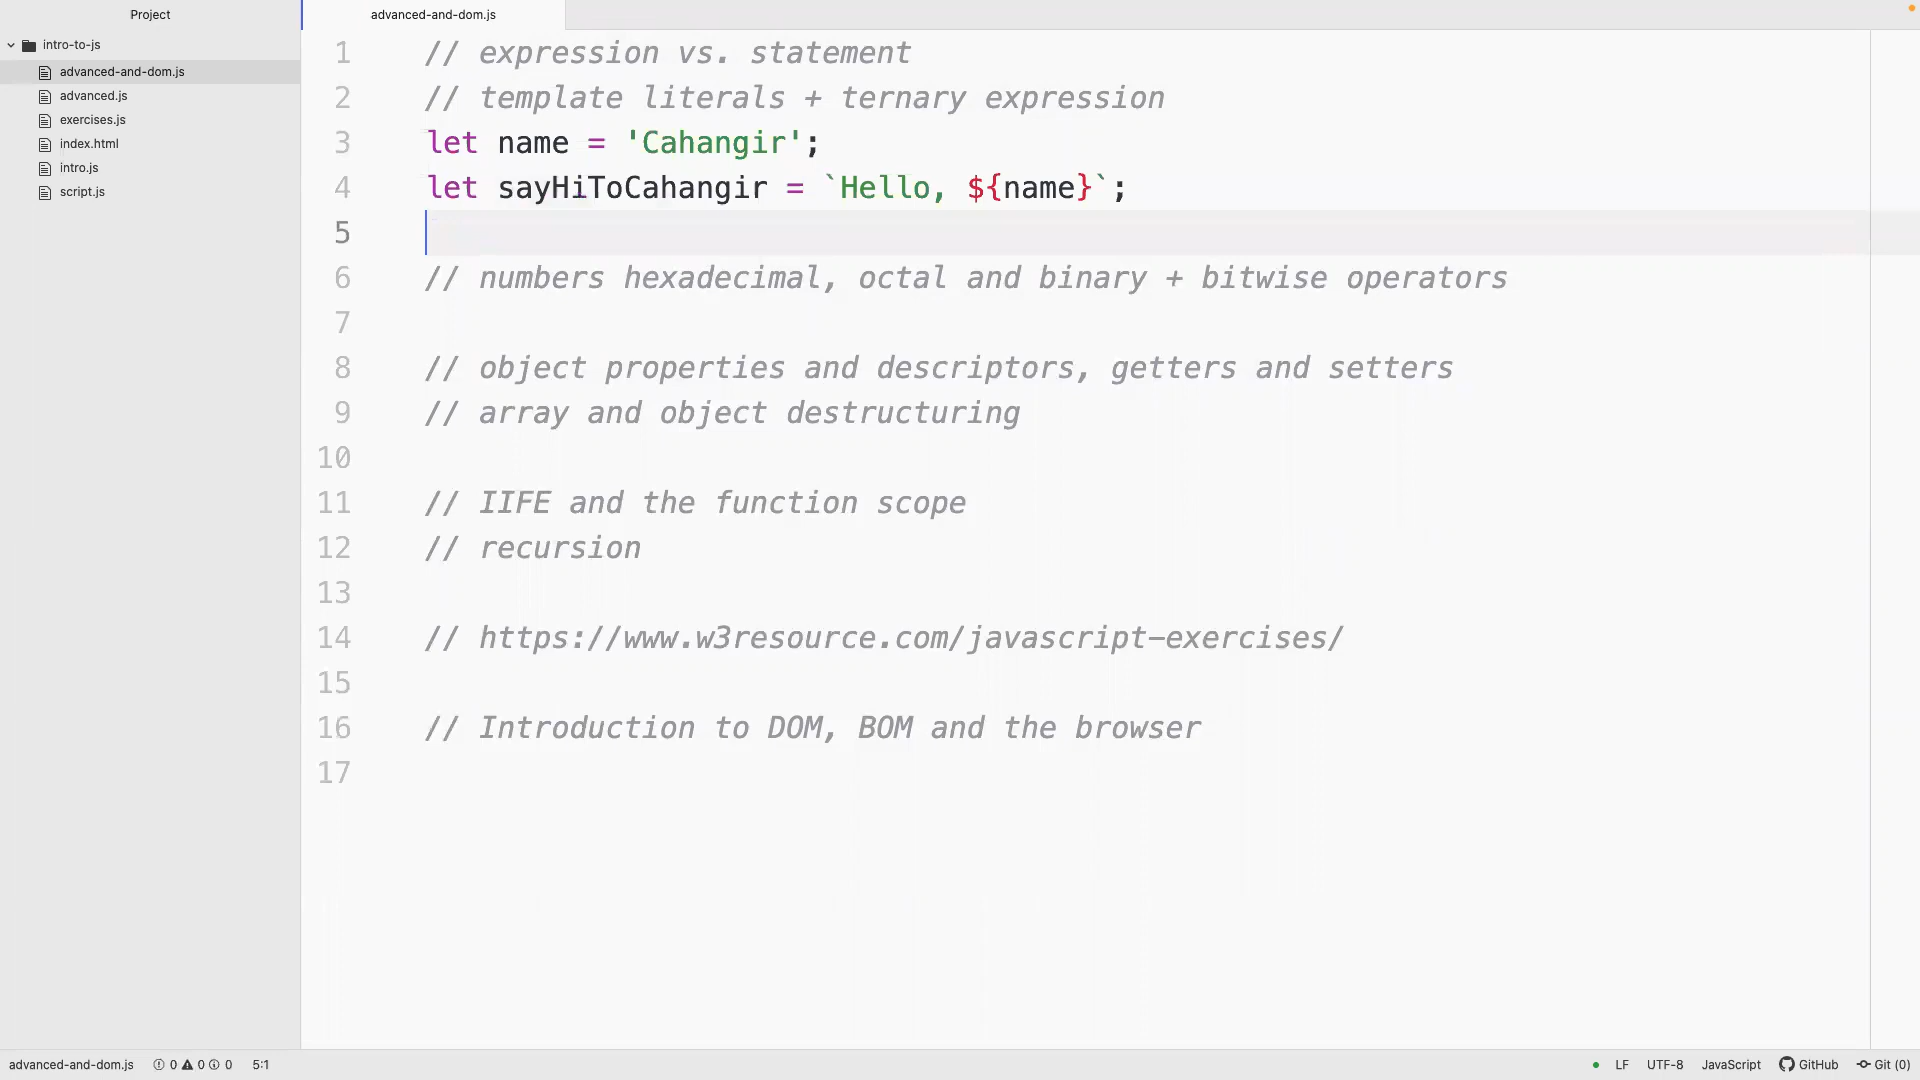 Project
intro-to-js
advanced-and-dom.js
advanced.js
exercises.js
index.html
intro.js
script.js
advanced-and-dom.js
1 // expression vs. statement
2 // template literals + ternary expression
3 let name = 'Cahangir';
4 let sayHiToCahangir = `Hello, ${name}`;
5
6 // numbers hexadecimal, octal and binary + bitwise operators
7
8 // object properties and descriptors, getters and setters
9 // array and object destructuring
10
11 // IIFE and the function scope
12 // recursion
13
14 // https://www.w3resource.com/javascript-exercises/
15
16 // Introduction to DOM, BOM and the browser
17
advanced-and-dom.js 0 0 0 5:1 LF UTF-8 JavaScript GitHub Git (0)